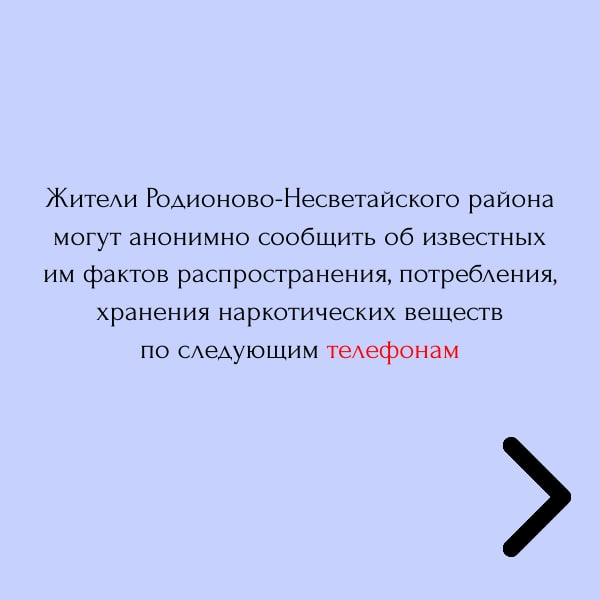 Жители Родионово-Несветайского района
могут анонимно сообщить об известных
им фактов распространения, потребления,
хранения наркотических веществ
по следующим телефонам